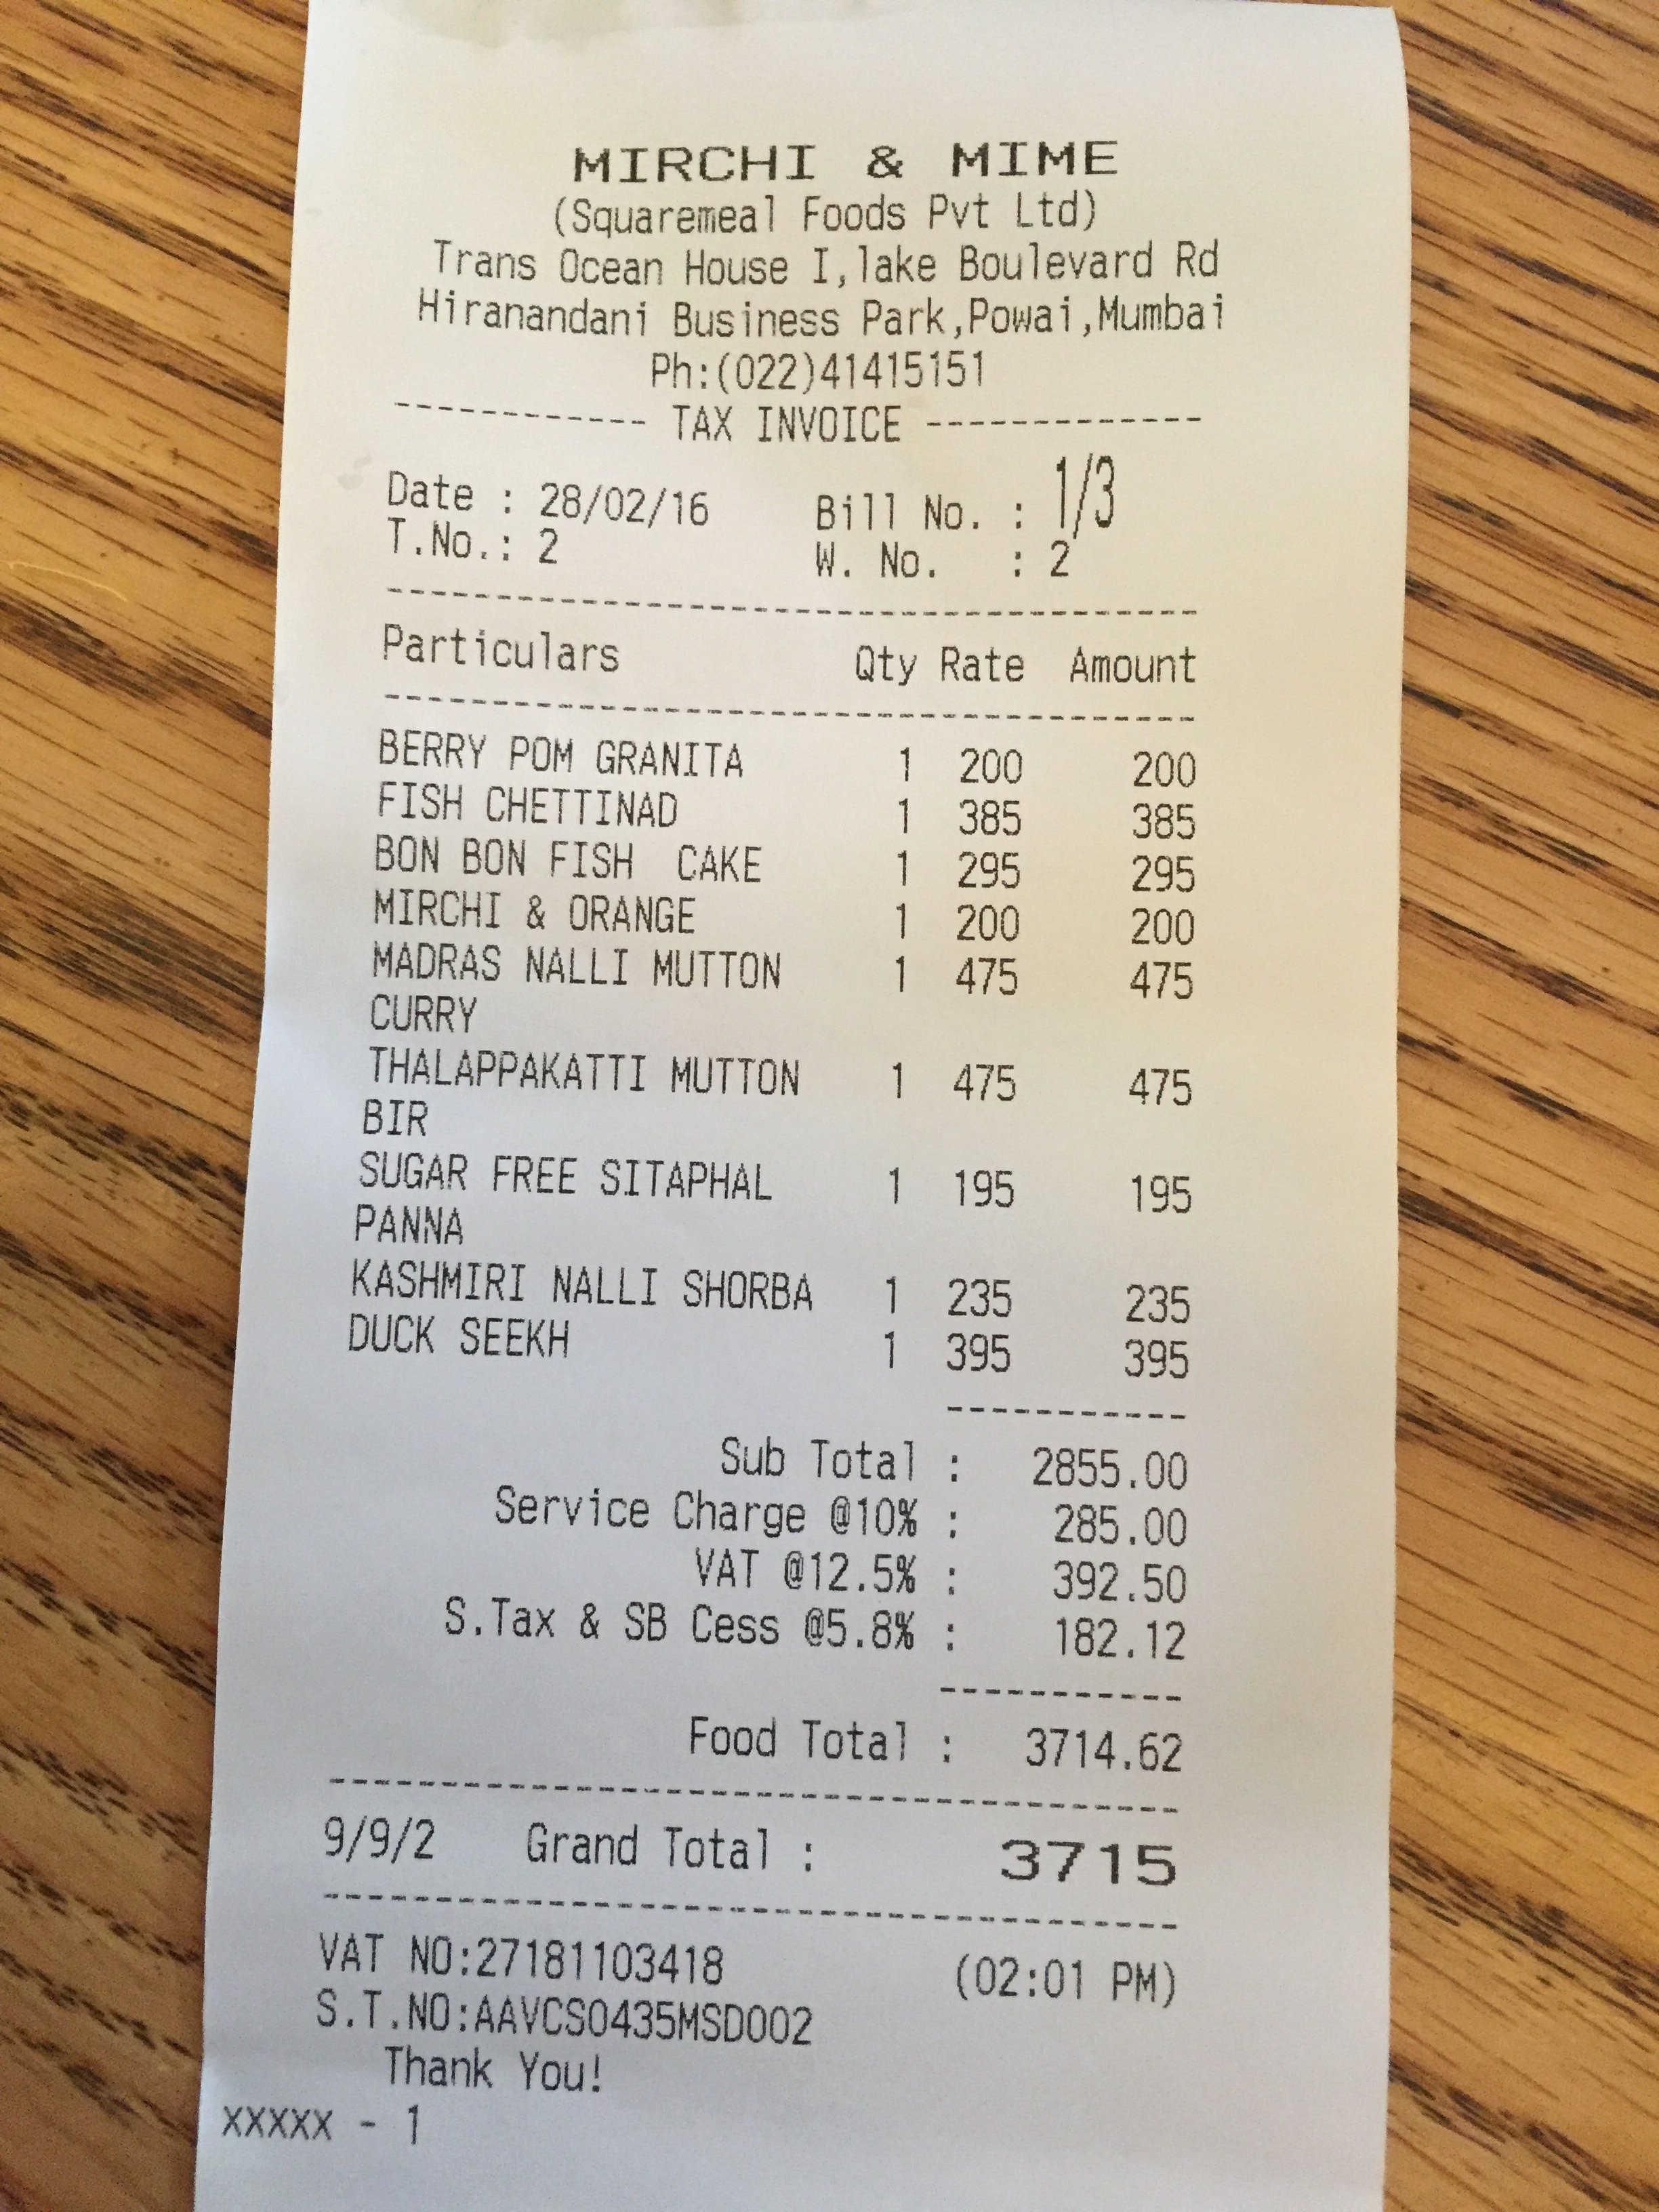 MIRCHI & MIME
(Squaremeal Foods Pvt Ltd)
Trans Ocean House I,lake Boulevard Rd
Hiranandani Business Park,Powai,Mumbai
Ph:(022)41415151
------------ TAX INVOICE -------------
Date : 28/02/16 Bill No. : 1/3
T.No.: 2 W. No. : 2
Particulars Qty Rate Amount
BERRY POM GRANITA 1 200 200
FISH CHETTINAD 1 385 385
BON BON FISH CAKE 1 295 295
MIRCHI & ORANGE 1 200 200
MADRAS NALLI MUTTON 1 475 475
CURRY
THALAPPAKATTI MUTTON 1 475 475
BIR
SUGAR FREE SITAPHAL 1 195 195
PANNA
KASHMIRI NALLI SHORBA 1 235 235
DUCK SEEKH 1 395 395
Sub Total : 2855.00
Service Charge @10% : 285.00
VAT @12.5% : 392.50
S.Tax & SB Cess @5.8% : 182.12
Food Total : 3714.62
9/9/2 Grand Total : 3715
VAT NO:27181103418 (02:01 PM)
S.T.NO:AAVCS0435MSD002
Thank You!
XXXXX - 1